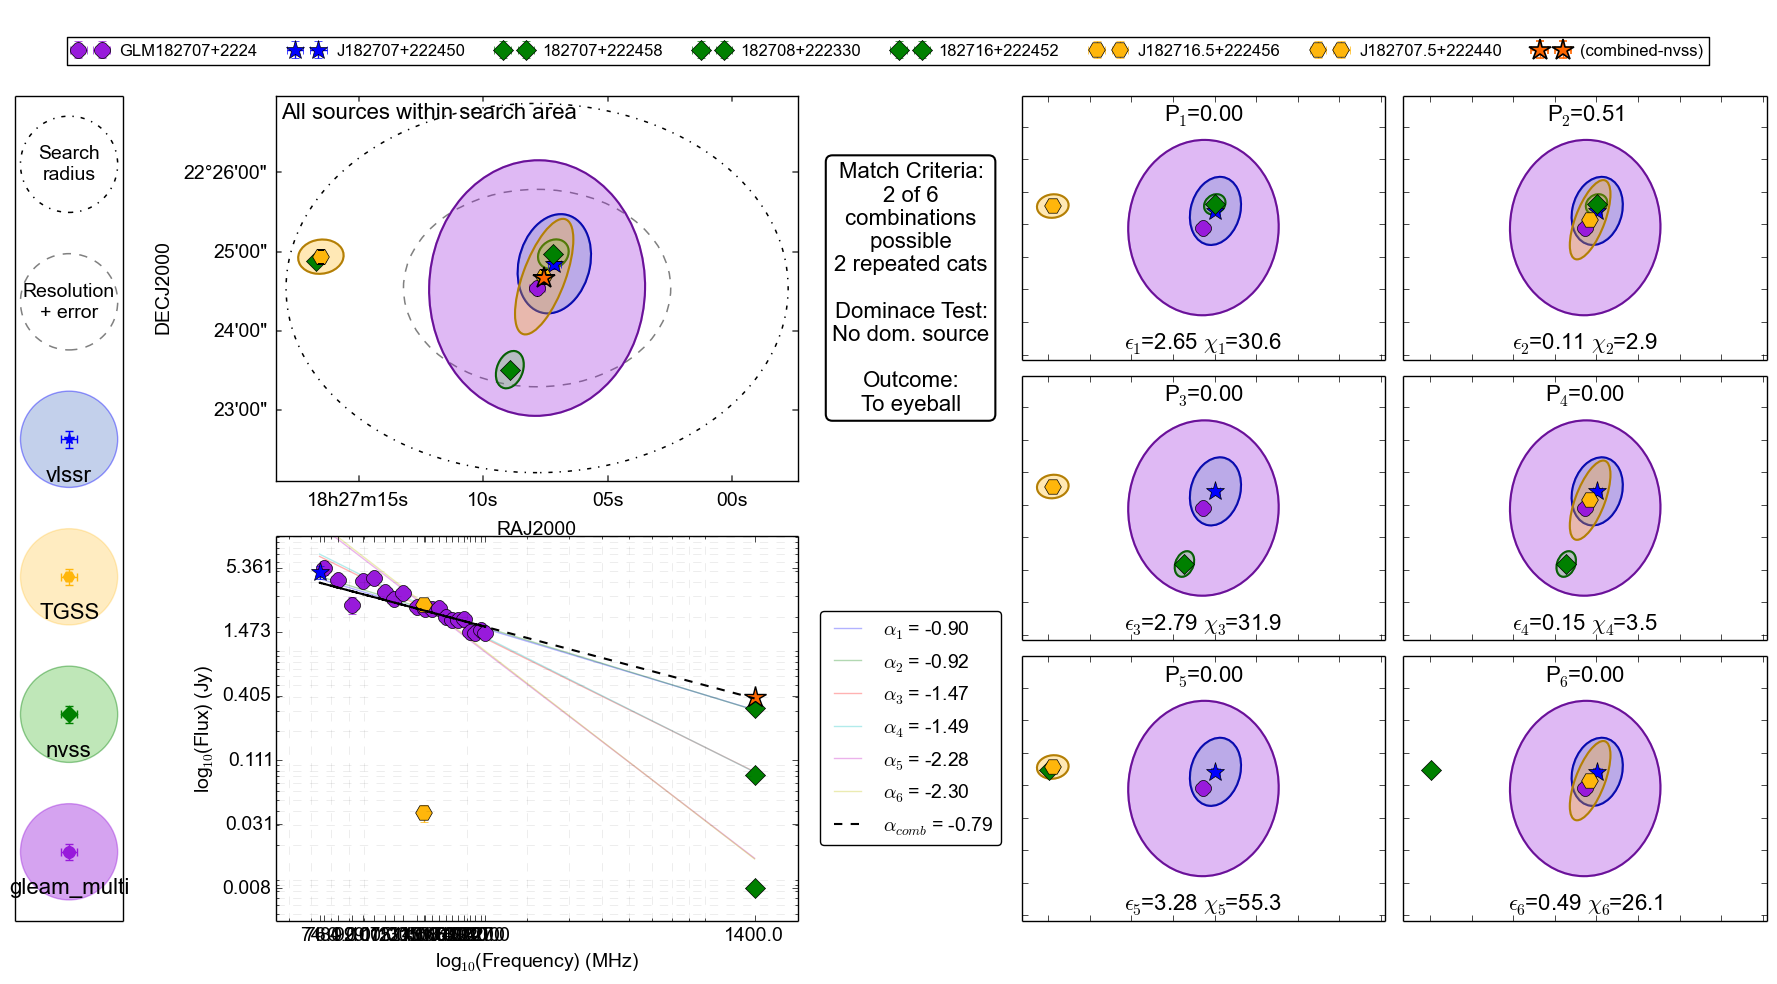 GLM182707+2224 J182707+222450 182707+222458 182708+222330 182716+222452 J182716.5+222456 J182707.5+222440 (combined-nvss)
Search
radius
Resolution
+ error
vlssr
TGSS
nvss
gleam_multi
All sources within search area
22°26'00"
25'00"
24'00"
23'00"
DECJ2000
18h27m15s 10s 05s 00s
RAJ2000
Match Criteria:
2 of 6
combinations
possible
2 repeated cats
Dominace Test:
No dom. source
Outcome:
To eyeball
5.361
1.473
0.405
0.111
0.031
0.008
log₁₀(Flux) (Jy)
1400.0
log₁₀(Frequency) (MHz)
α₁ = -0.90
α₂ = -0.92
α₃ = -1.47
α₄ = -1.49
α₅ = -2.28
α₆ = -2.30
α_comb = -0.79
P₁=0.00
ϵ₁=2.65 χ₁=30.6
P₂=0.51
ϵ₂=0.11 χ₂=2.9
P₃=0.00
ϵ₃=2.79 χ₃=31.9
P₄=0.00
ϵ₄=0.15 χ₄=3.5
P₅=0.00
ϵ₅=3.28 χ₅=55.3
P₆=0.00
ϵ₆=0.49 χ₆=26.1